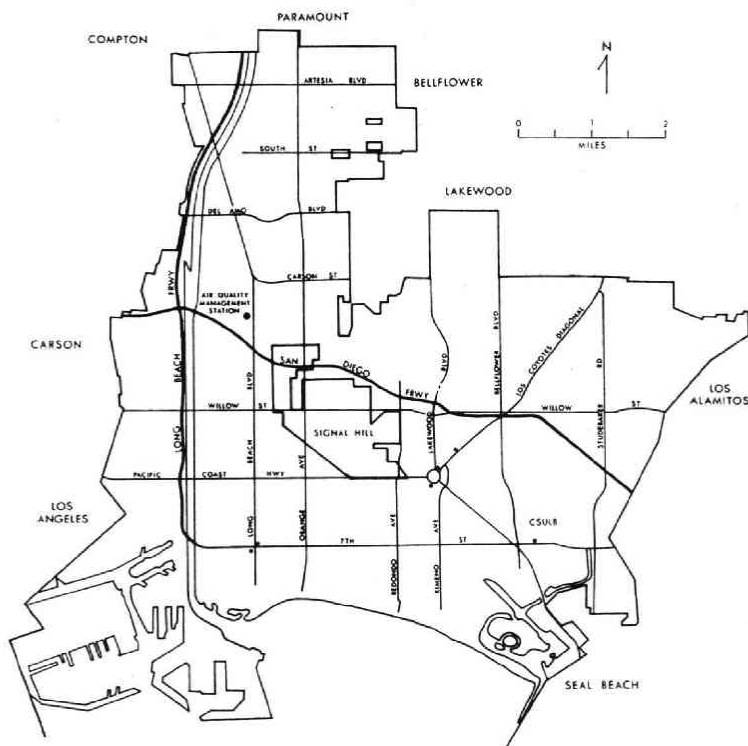 PARAMOUNT
COMPTON
N
ARTESIA BLVD
BELLFLOWER
0 1 2
MILES
SOUTH ST
LAKEWOOD
DEL AMO BLVD
CARSON ST
FRWY
AIR QUALITY
MANAGEMENT
STATION
CARSON
SAN DIEGO FRWY
BLVD
BELLFLOWER BLVD
LOS COYOTES DIAGONAL
STUDEBAKER RD
LOS
ALAMITOS
LONG BEACH
WILLOW ST
BEACH BLVD
SIGNAL HILL
LAKEWOOD
WILLOW ST
AVE
PACIFIC COAST HWY
LOS
ANGELES
LONG
ORANGE
7TH ST
REDONDO AVE
XIMENO AVE
CSULB
SEAL BEACH